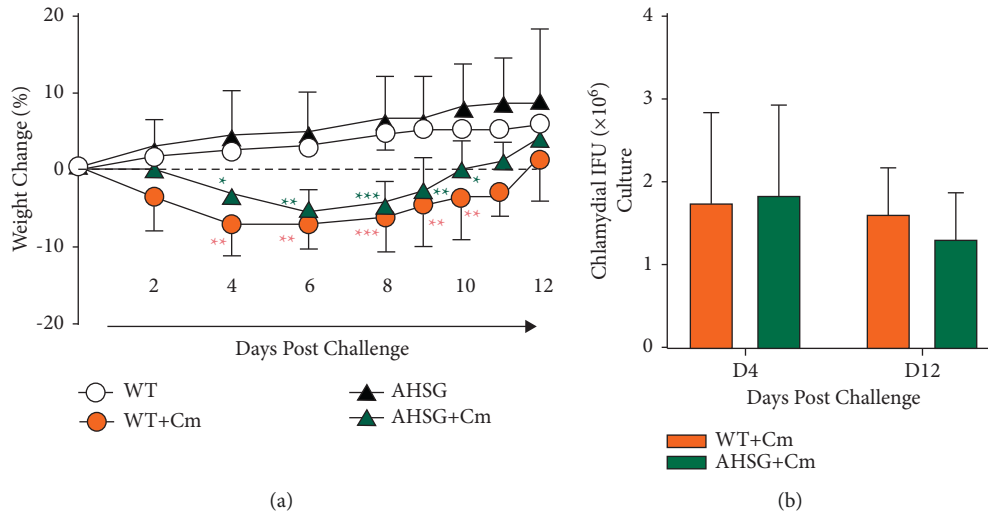 20
10
0
-10
-20
Weight Change (%)
*
**
***
**
*
**
**
***
**
**
2
4
6
8
10
12
Days Post Challenge
WT
WT+Cm
AHSG
AHSG+Cm
(a)
4
3
2
1
0
Chlamydial IFU (×10⁶)
Culture
D4
D12
Days Post Challenge
WT+Cm
AHSG+Cm
(b)